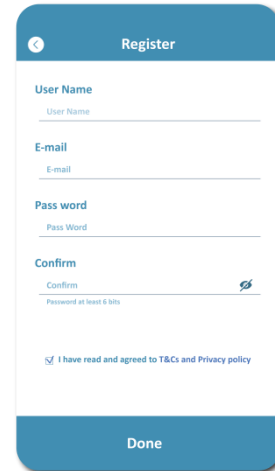 Register
User Name
User Name
E-mail
E-mail
Pass word
Pass Word
Confirm
Confirm
Password at least 6 bits
I have read and agreed to T&Cs and Privacy policy
Done